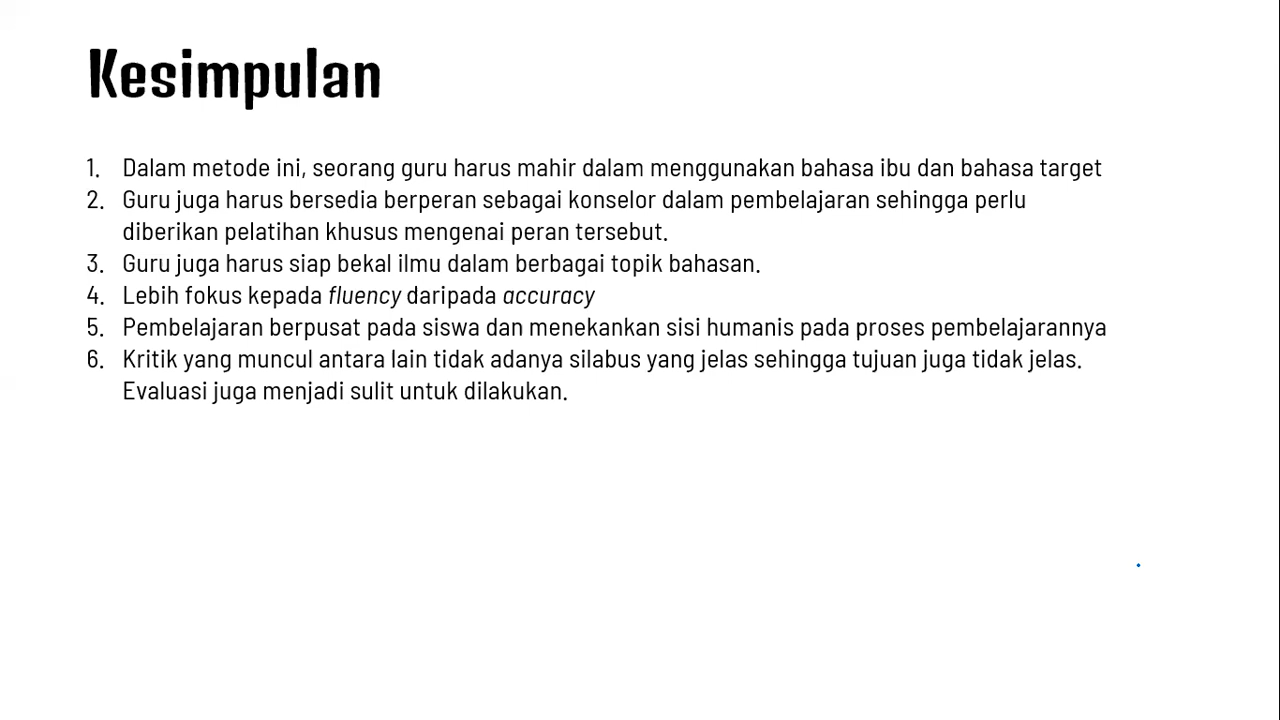 Kesimpulan
1. Dalam metode ini, seorang guru harus mahir dalam menggunakan bahasa ibu dan bahasa target
2. Guru juga harus bersedia berperan sebagai konselor dalam pembelajaran sehingga perlu
diberikan pelatihan khusus mengenai peran tersebut.
3. Guru juga harus siap bekal ilmu dalam berbagai topik bahasan.
4. Lebih fokus kepada fluency daripada accuracy
5. Pembelajaran berpusat pada siswa dan menekankan sisi humanis pada proses pembelajarannya
6. Kritik yang muncul antara lain tidak adanya silabus yang jelas sehingga tujuan juga tidak jelas.
Evaluasi juga menjadi sulit untuk dilakukan.